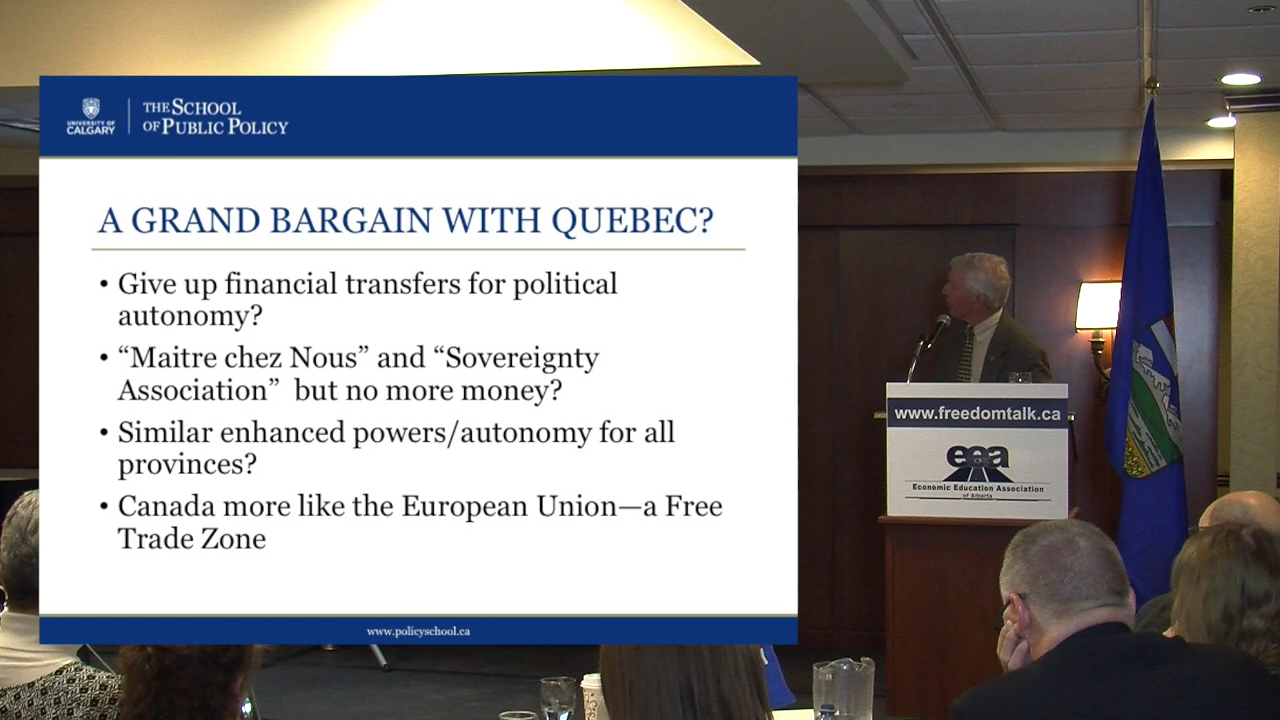 UNIVERSITY OF
CALGARY
THE SCHOOL
OF PUBLIC POLICY
A GRAND BARGAIN WITH QUEBEC?
• Give up financial transfers for political
autonomy?
• “Maitre chez Nous” and “Sovereignty
Association”  but no more money?
• Similar enhanced powers/autonomy for all
provinces?
• Canada more like the European Union—a Free
Trade Zone
www.policyschool.ca
www.freedomtalk.ca
eea
Economic Education Association
of Alberta